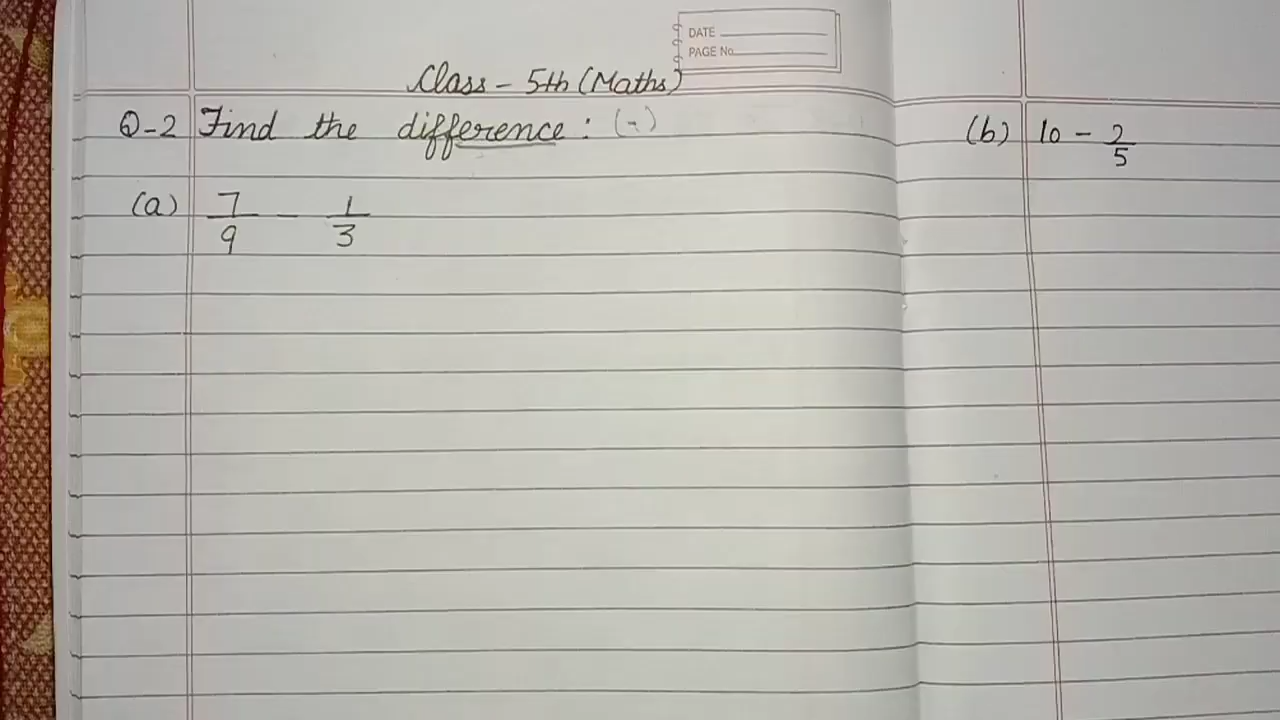 DATE
PAGE No.
Class - 5th (Maths)
Q-2 Find the difference : (-)
(a) 7/9 - 1/3
(b) 10 - 2/5